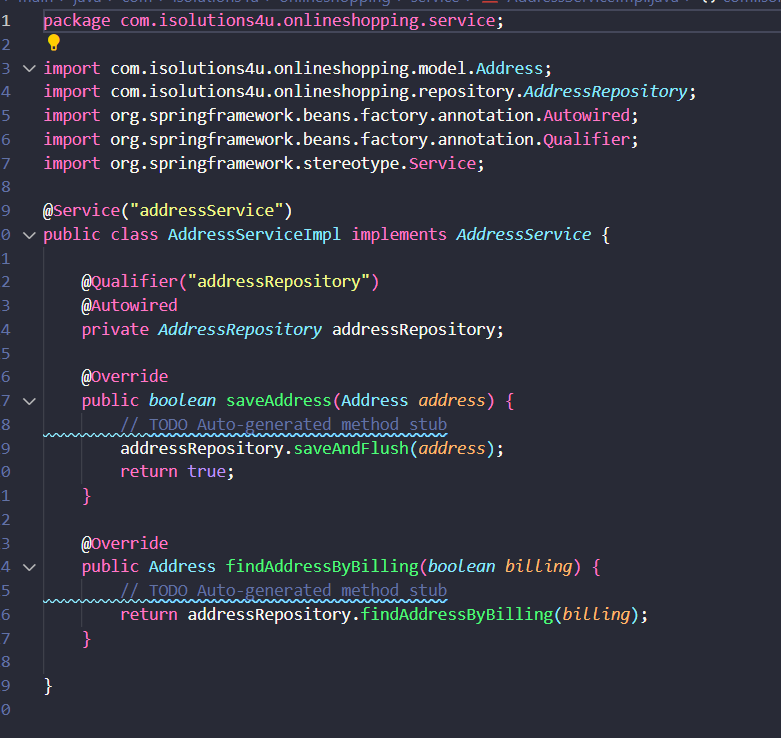 main > java > com > isolutions4u > onlineshopping > service > AddressServiceImpl.java >
1 package com.isolutions4u.onlineshopping.service;
2
3 import com.isolutions4u.onlineshopping.model.Address;
4 import com.isolutions4u.onlineshopping.repository.AddressRepository;
5 import org.springframework.beans.factory.annotation.Autowired;
6 import org.springframework.beans.factory.annotation.Qualifier;
7 import org.springframework.stereotype.Service;
8
9 @Service("addressService")
0 public class AddressServiceImpl implements AddressService {
1
2 @Qualifier("addressRepository")
3 @Autowired
4 private AddressRepository addressRepository;
5
6 @Override
7 public boolean saveAddress(Address address) {
8 // TODO Auto-generated method stub
9 addressRepository.saveAndFlush(address);
0 return true;
1 }
2
3 @Override
4 public Address findAddressByBilling(boolean billing) {
5 // TODO Auto-generated method stub
6 return addressRepository.findAddressByBilling(billing);
7 }
8
9 }
0